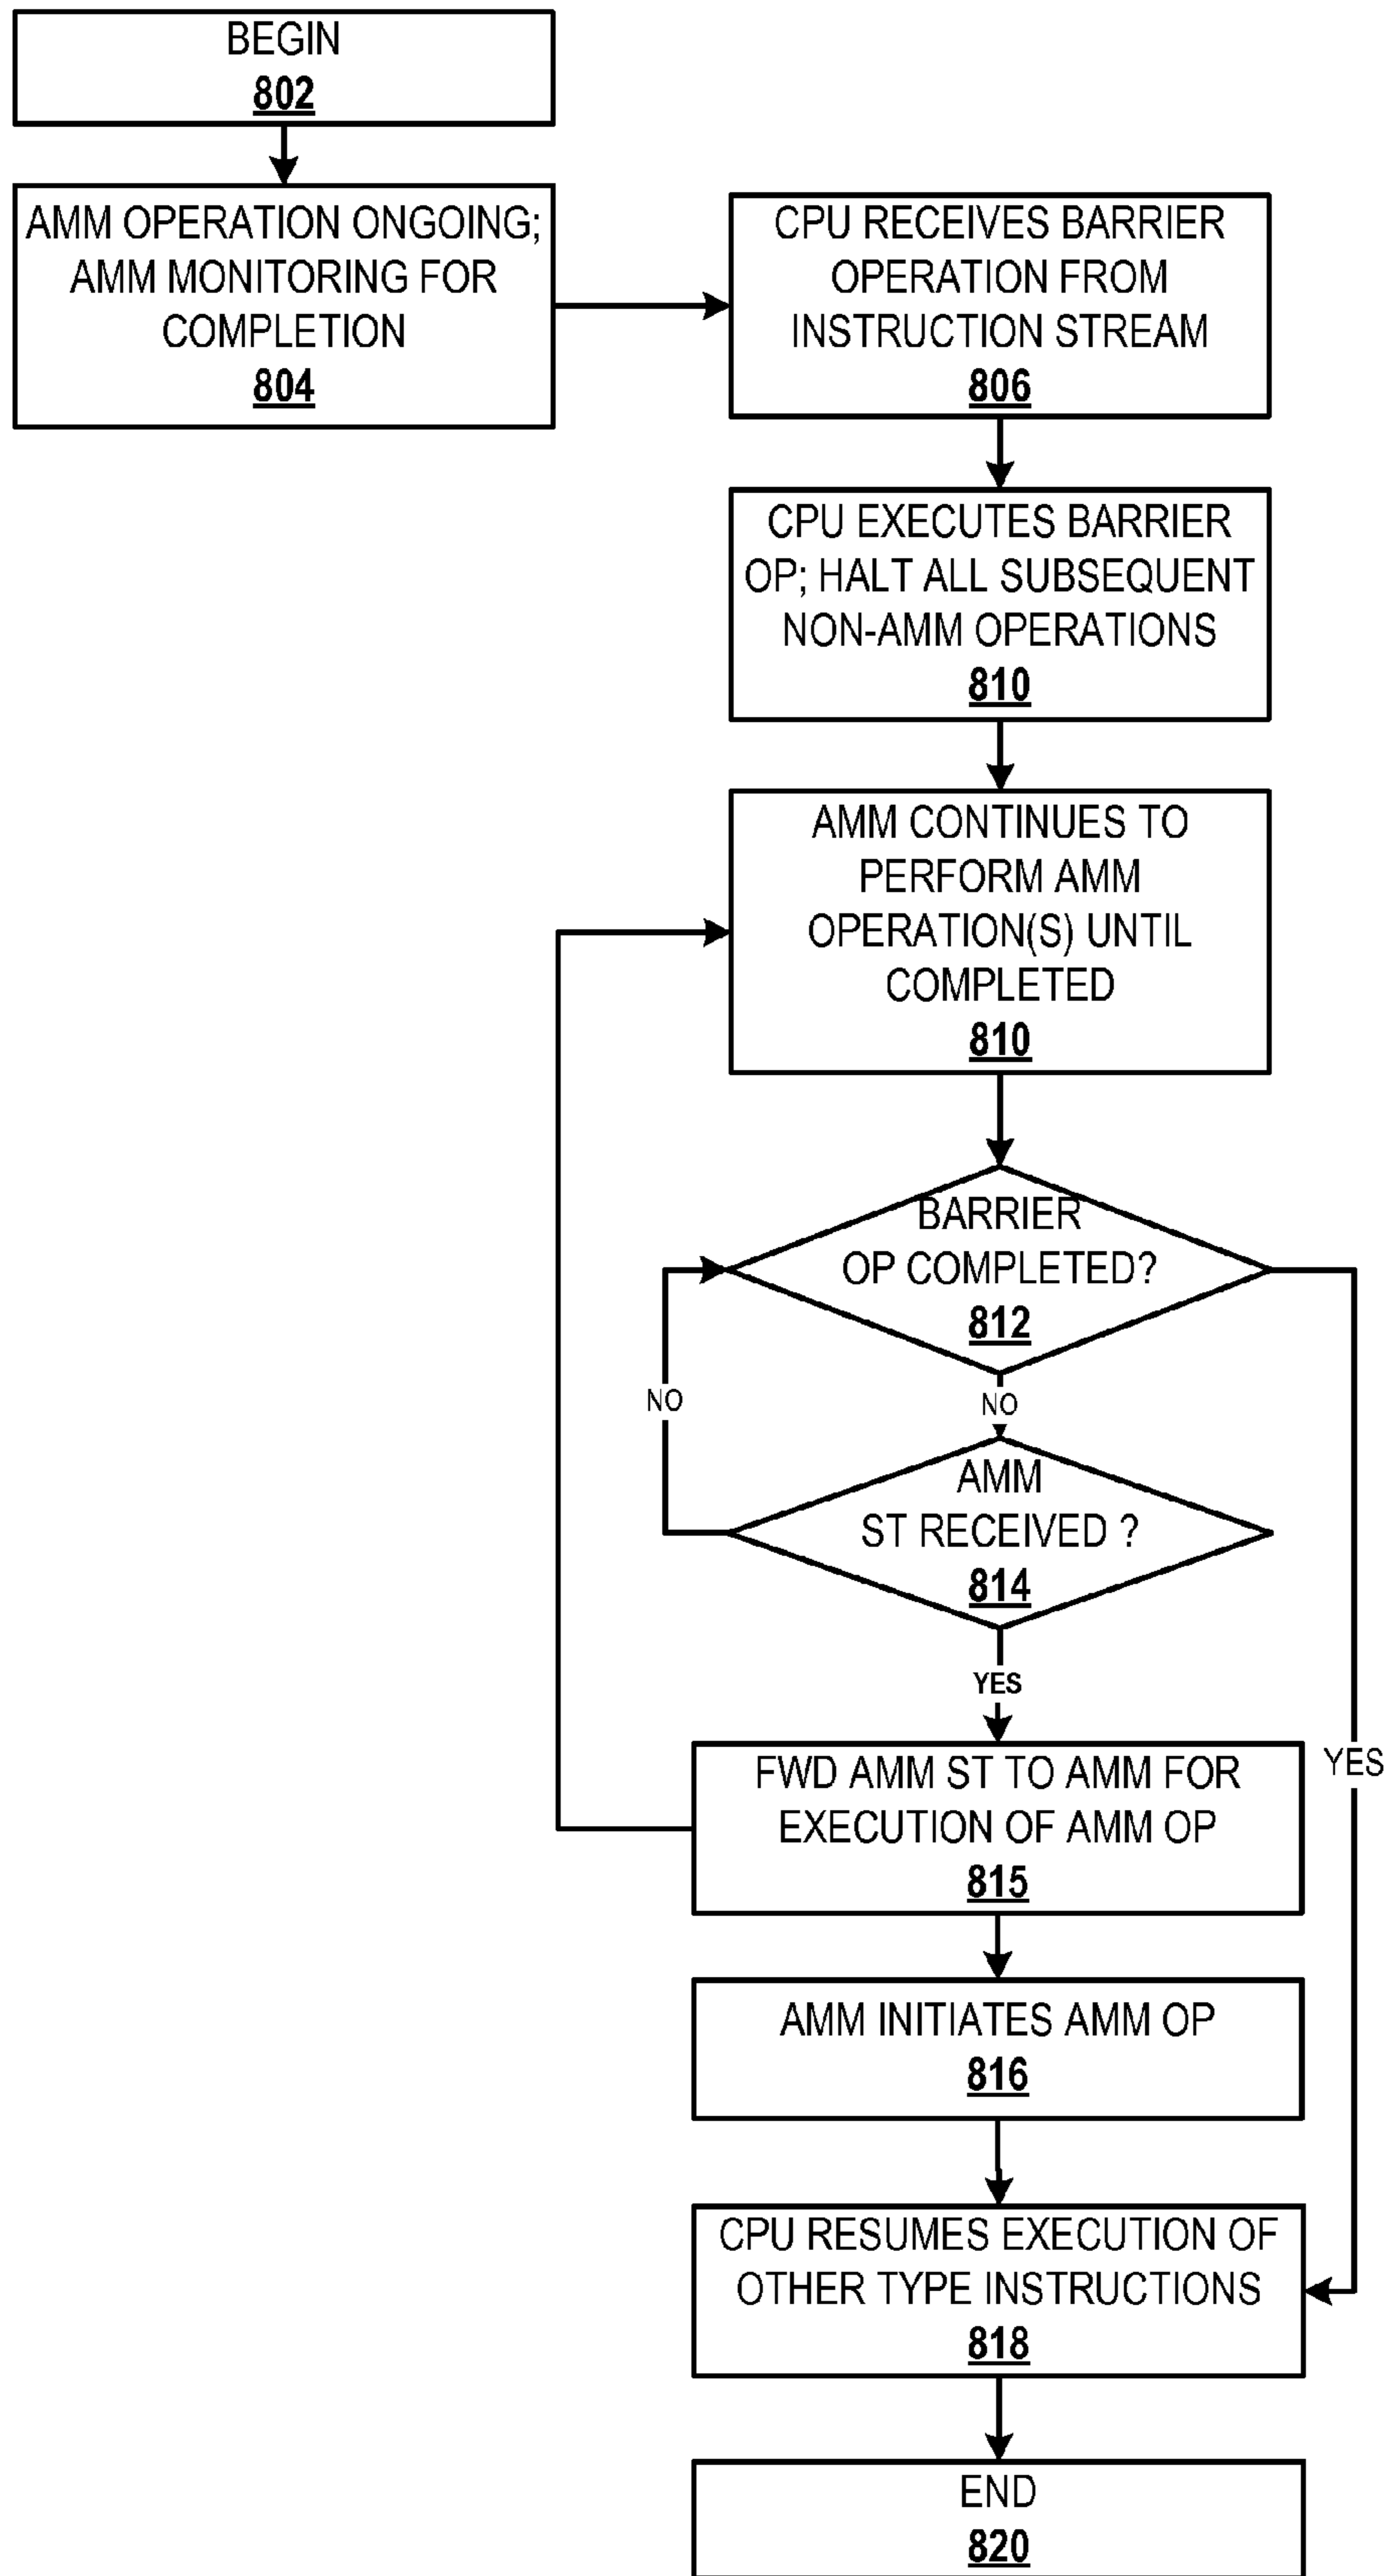 BEGIN
802
AMM OPERATION ONGOING;
AMM MONITORING FOR
COMPLETION
804
CPU RECEIVES BARRIER
OPERATION FROM
INSTRUCTION STREAM
806
CPU EXECUTES BARRIER
OP; HALT ALL SUBSEQUENT
NON-AMM OPERATIONS
810
AMM CONTINUES TO
PERFORM AMM
OPERATION(S) UNTIL
COMPLETED
810
BARRIER
OP COMPLETED?
812
NO
NO
AMM
ST RECEIVED ?
814
YES
FWD AMM ST TO AMM FOR
EXECUTION OF AMM OP
815
YES
AMM INITIATES AMM OP
816
CPU RESUMES EXECUTION OF
OTHER TYPE INSTRUCTIONS
818
END
820